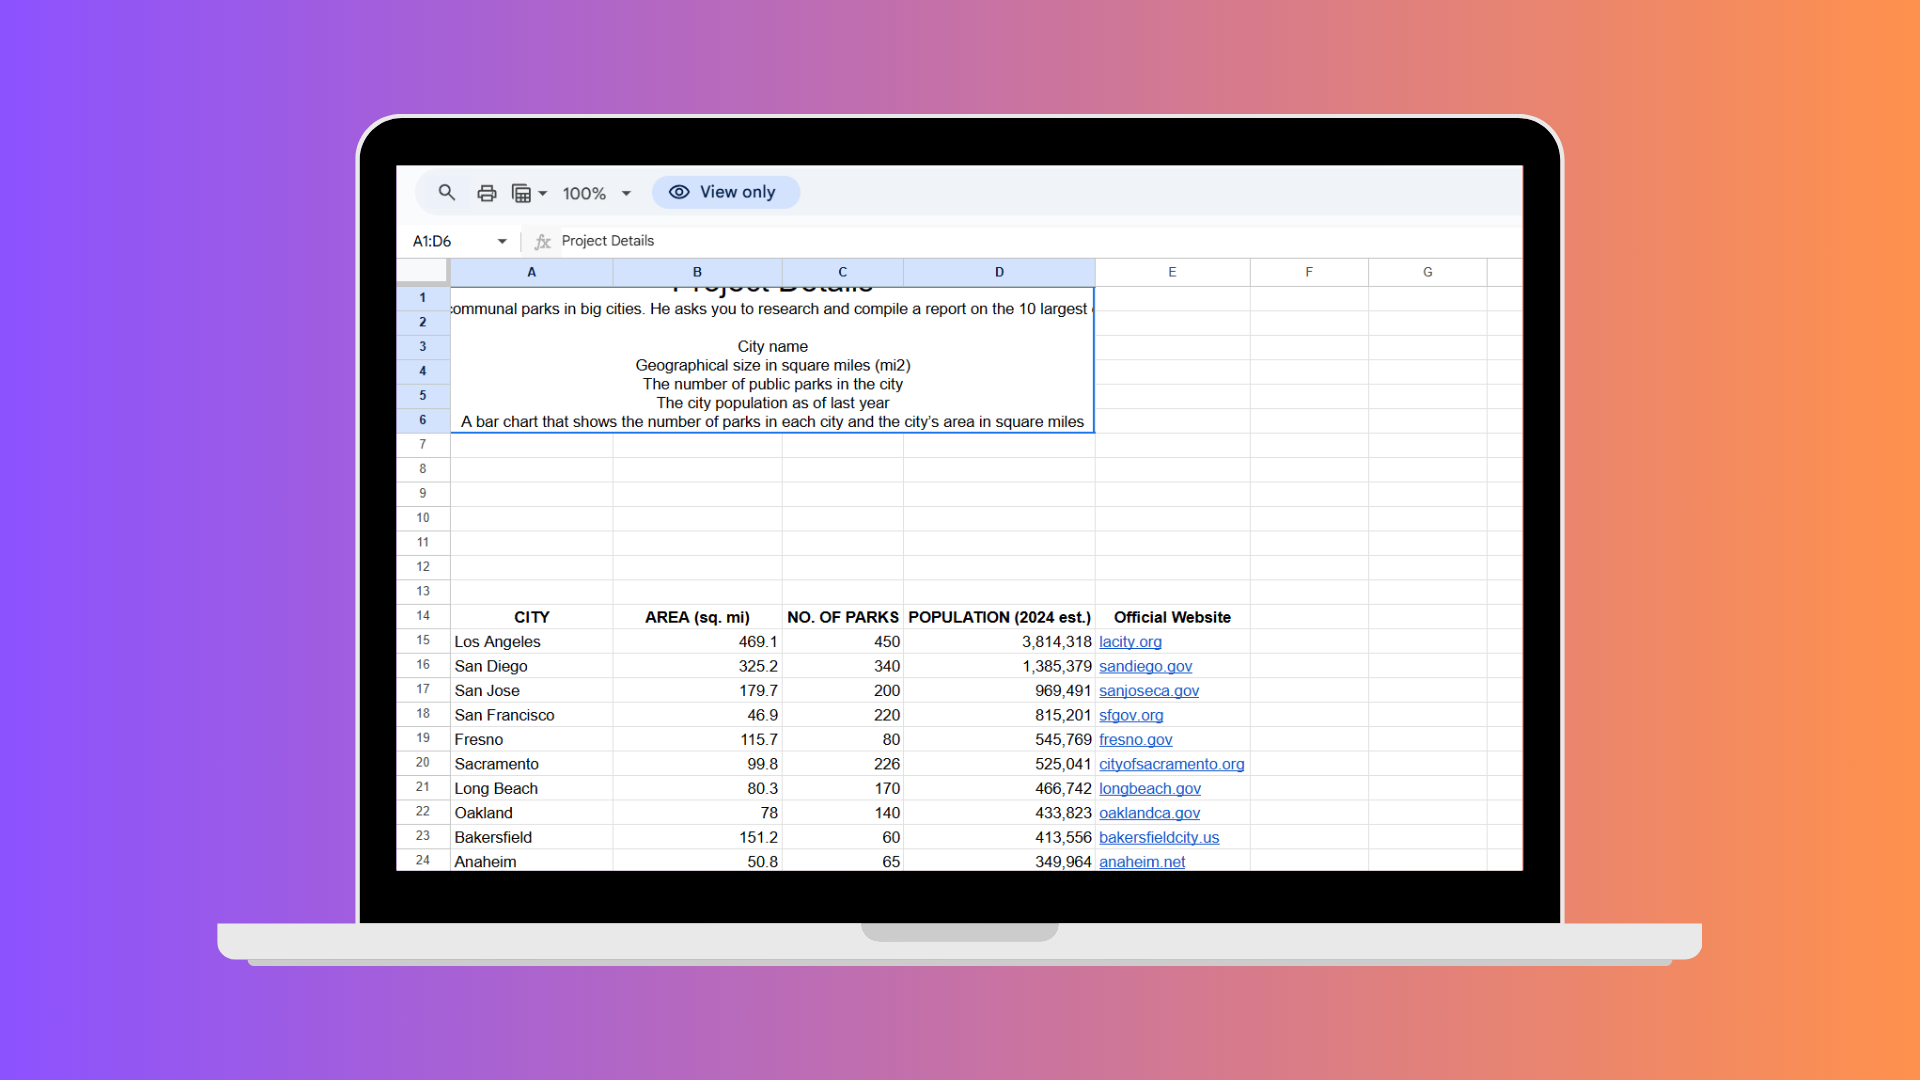 100%
View only
A1:D6
fx
Project Details
A B C D E F G
1
Project Details
communal parks in big cities. He asks you to research and compile a report on the 10 largest
2
3
City name
4
Geographical size in square miles (mi2)
The number of public parks in the city
5
The city population as of last year
6
A bar chart that shows the number of parks in each city and the city’s area in square miles
7
8
9
10
11
12
13
14 CITY AREA (sq. mi) NO. OF PARKS POPULATION (2024 est.) Official Website
15 Los Angeles 469.1 450 3,814,318 lacity.org
16 San Diego 325.2 340 1,385,379 sandiego.gov
17 San Jose 179.7 200 969,491 sanjoseca.gov
18 San Francisco 46.9 220 815,201 sfgov.org
19 Fresno 115.7 80 545,769 fresno.gov
20 Sacramento 99.8 226 525,041 cityofsacramento.org
21 Long Beach 80.3 170 466,742 longbeach.gov
22 Oakland 78 140 433,823 oaklandca.gov
23 Bakersfield 151.2 60 413,556 bakersfieldcity.us
24 Anaheim 50.8 65 349,964 anaheim.net